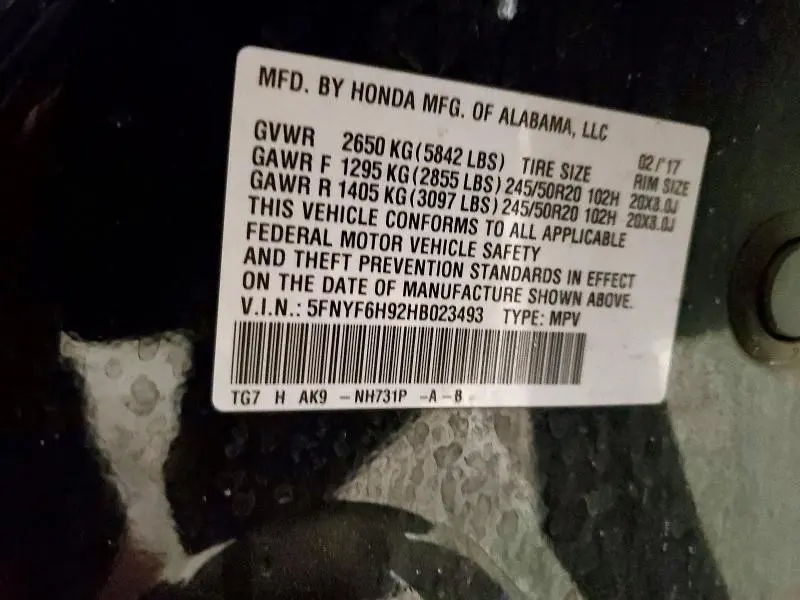 MFD. BY HONDA MFG. OF ALABAMA, LLC
GVWR 2650 KG(5842 LBS) TIRE SIZE 02/'17 RIM SIZE
GAWR F 1295 KG(2855 LBS) 245/50R20 102H 20X8.0J
GAWR R 1405 KG(3097 LBS) 245/50R20 102H 20X8.0J
THIS VEHICLE CONFORMS TO ALL APPLICABLE
FEDERAL MOTOR VEHICLE SAFETY
AND THEFT PREVENTION STANDARDS IN EFFECT
ON THE DATE OF MANUFACTURE SHOWN ABOVE.
V.I.N.: 5FNYF6H92HB023493 TYPE: MPV
TG7 H AK9 -NH731P -A -B